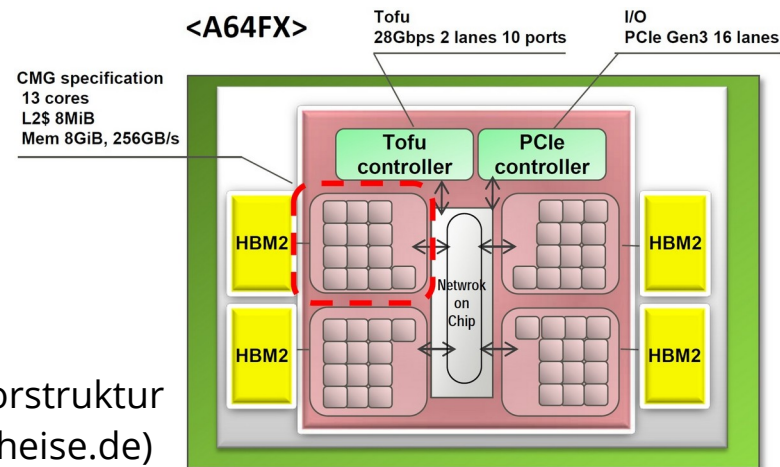 <A64FX>
Tofu
28Gbps 2 lanes 10 ports
I/O
PCIe Gen3 16 lanes
CMG specification
13 cores
L2$ 8MiB
Mem 8GiB, 256GB/s
Tofu
controller
PCIe
controller
HBM2
HBM2
Netwrok
on
Chip
HBM2
HBM2
orstruktur
heise.de)